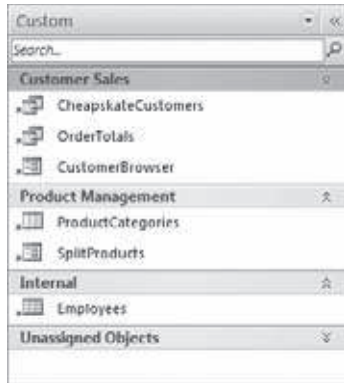 Custom
Search...
Customer Sales
CheapskateCustomers
OrderTotals
CustomerBrowser
Product Management
ProductCategories
SplitProducts
Internal
Employees
Unassigned Objects